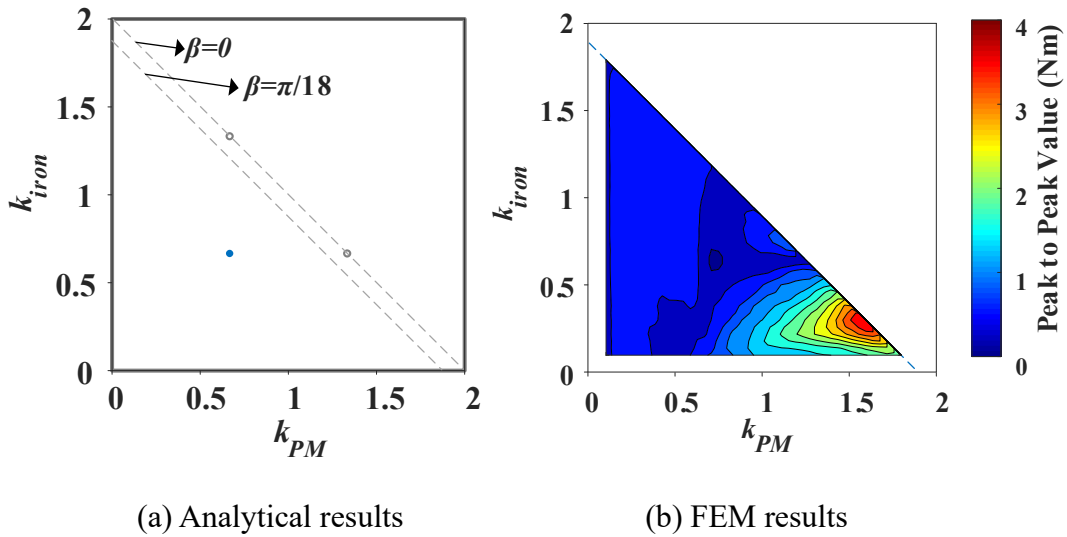 2
1.5
1
0.5
0
0 0.5 1 1.5 2
k_iron
k_PM
β=0
β=π/18
(a) Analytical results
2
1.5
1
0.5
0
0 0.5 1 1.5 2
k_iron
k_PM
4
3
2
1
0
Peak to Peak Value (Nm)
(b) FEM results